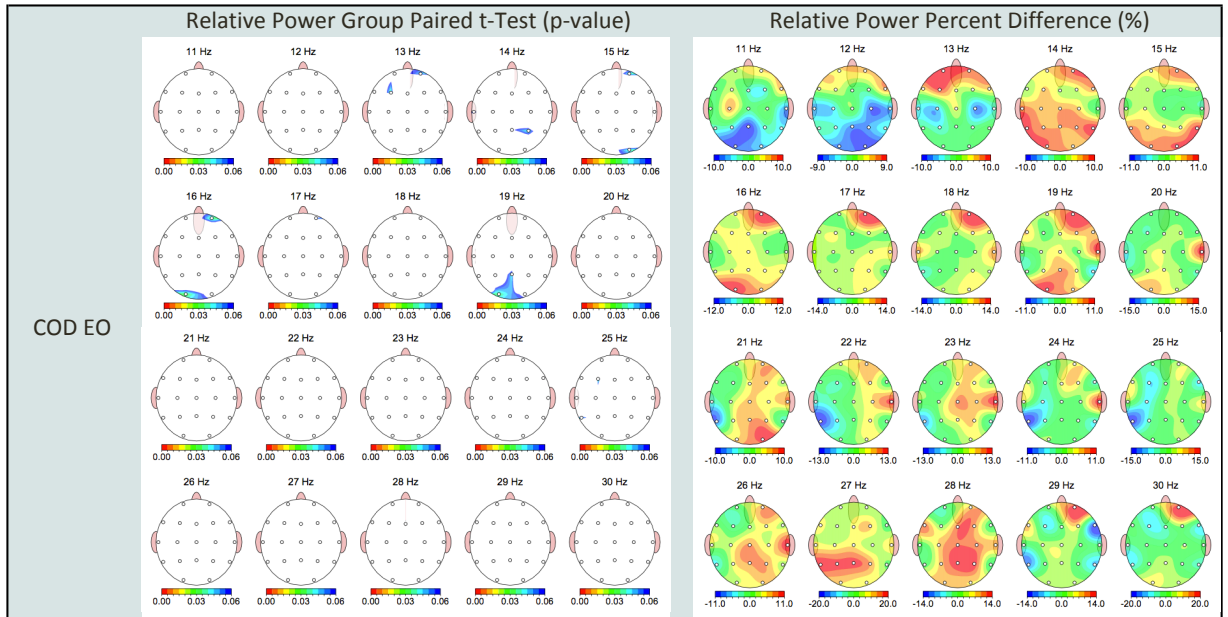 Relative Power Group Paired t-Test (p-value)
Relative Power Percent Difference (%)
COD EO
11 Hz 12 Hz 13 Hz 14 Hz 15 Hz
0.00 0.03 0.06 0.00 0.03 0.06 0.00 0.03 0.06 0.00 0.03 0.06 0.00 0.03 0.06
16 Hz 17 Hz 18 Hz 19 Hz 20 Hz
0.00 0.03 0.06 0.00 0.03 0.06 0.00 0.03 0.06 0.00 0.03 0.06 0.00 0.03 0.06
21 Hz 22 Hz 23 Hz 24 Hz 25 Hz
0.00 0.03 0.06 0.00 0.03 0.06 0.00 0.03 0.06 0.00 0.03 0.06 0.00 0.03 0.06
26 Hz 27 Hz 28 Hz 29 Hz 30 Hz
0.00 0.03 0.06 0.00 0.03 0.06 0.00 0.03 0.06 0.00 0.03 0.06 0.00 0.03 0.06
11 Hz 12 Hz 13 Hz 14 Hz 15 Hz
-10.0 0.0 10.0 -9.0 0.0 9.0 -10.0 0.0 10.0 -11.0 0.0 11.0 -11.0 0.0 11.0
16 Hz 17 Hz 18 Hz 19 Hz 20 Hz
-12.0 0.0 12.0 -14.0 0.0 14.0 -14.0 0.0 14.0 -12.0 0.0 12.0 -15.0 0.0 15.0
21 Hz 22 Hz 23 Hz 24 Hz 25 Hz
-10.0 0.0 10.0 -13.0 0.0 13.0 -13.0 0.0 13.0 -11.0 0.0 11.0 -15.0 0.0 15.0
26 Hz 27 Hz 28 Hz 29 Hz 30 Hz
-11.0 0.0 11.0 -20.0 0.0 20.0 -14.0 0.0 14.0 -14.0 0.0 14.0 -20.0 0.0 20.0